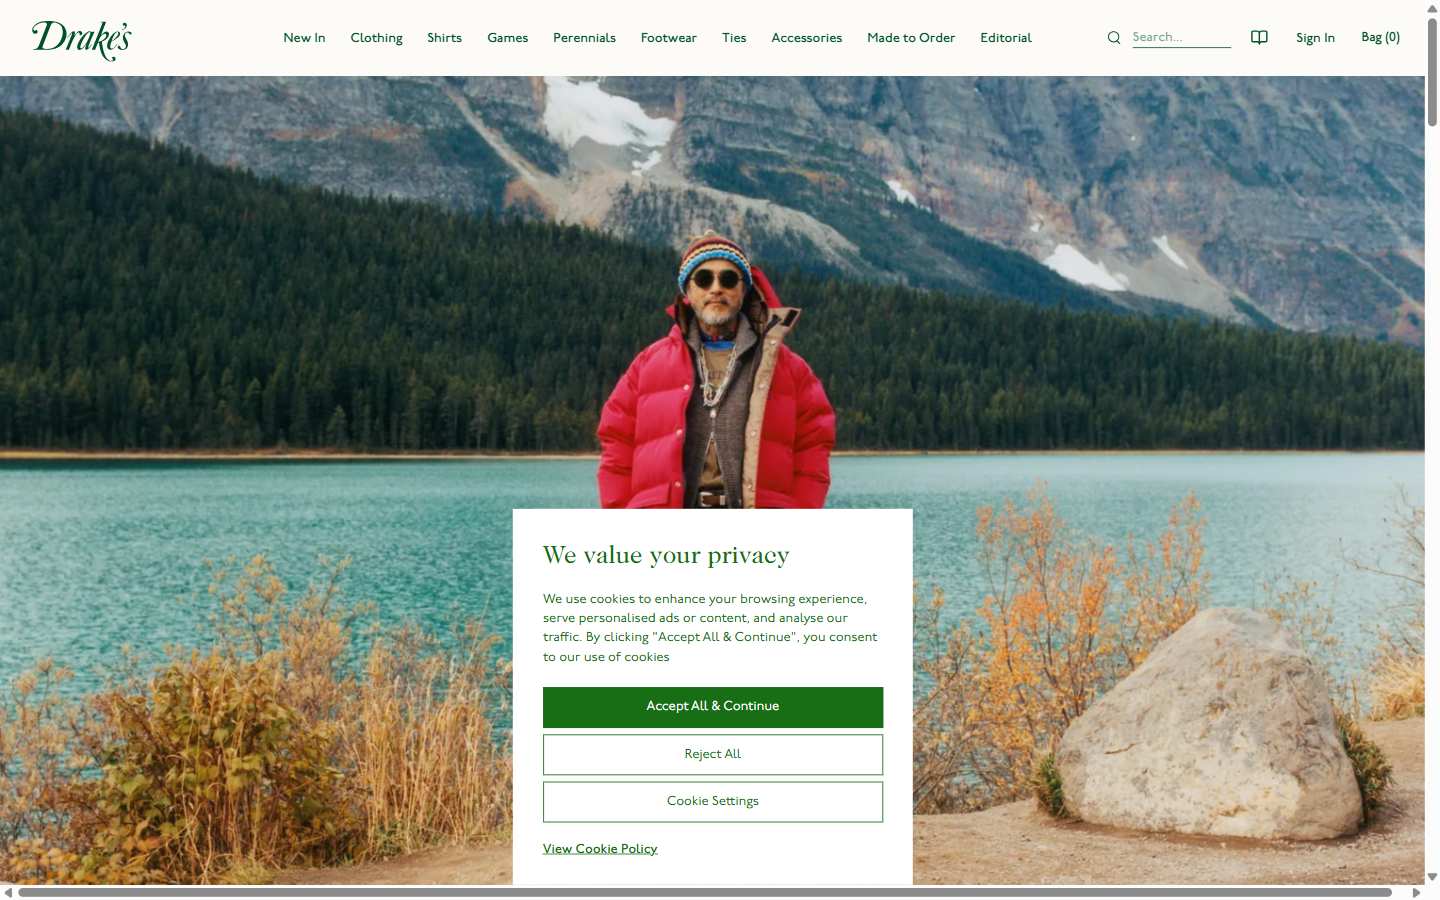 Drake's
New In Clothing Shirts Games Perennials Footwear Ties Accessories Made to Order Editorial
Search...
Sign In
Bag (0)
We value your privacy
We use cookies to enhance your browsing experience,
serve personalised ads or content, and analyse our
traffic. By clicking "Accept All & Continue", you consent
to our use of cookies
Accept All & Continue
Reject All
Cookie Settings
View Cookie Policy